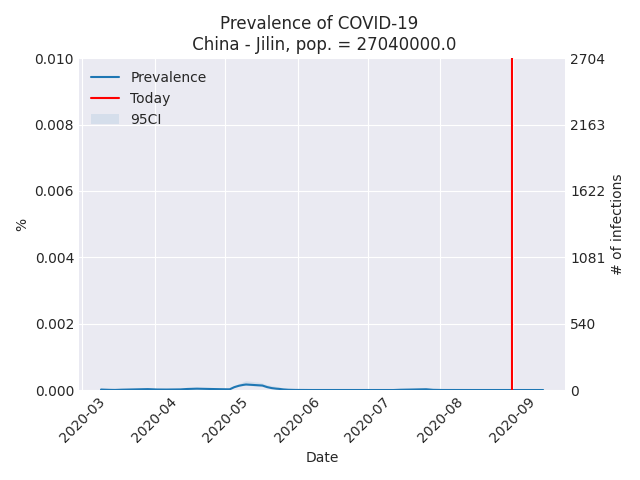 Prevalence of COVID-19
China - Jilin, pop. = 27040000.0
Prevalence
Today
95CI
0.010
0.008
0.006
0.004
0.002
0.000
%
2704
2163
1622
1081
540
0
# of infections
2020-03
2020-04
2020-05
2020-06
2020-07
2020-08
2020-09
Date